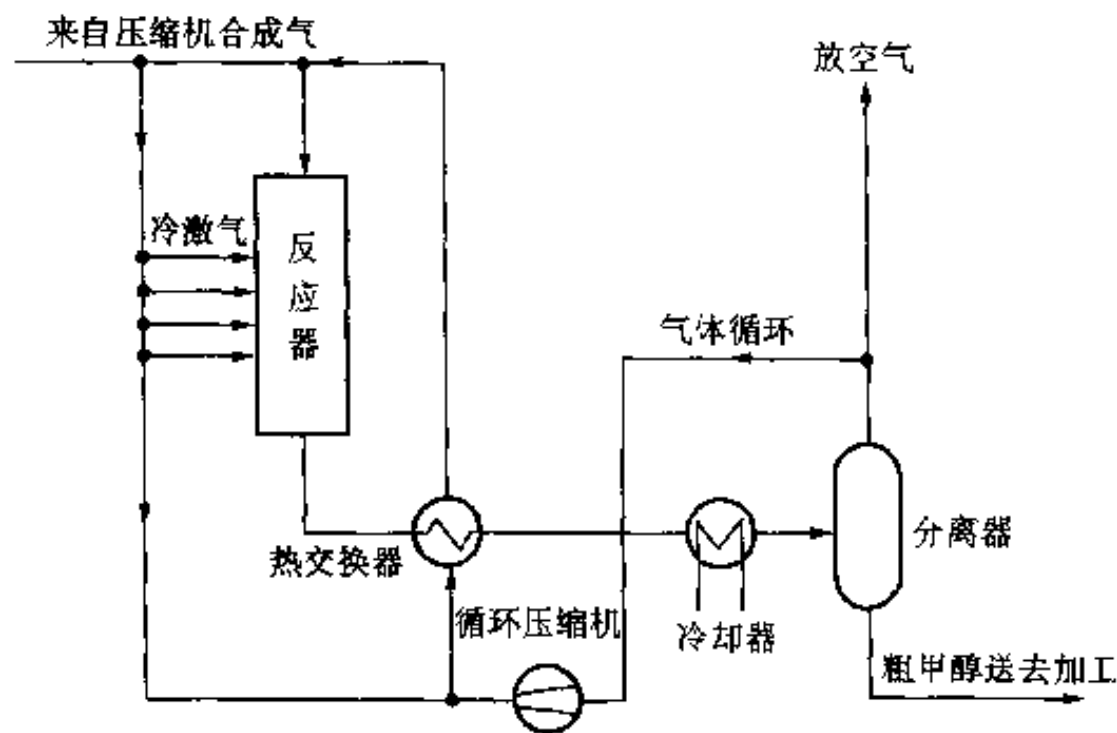 来自压缩机合成气
放空气
冷激气
反应器
气体循环
热交换器
分离器
循环压缩机
冷却器
粗甲醇送去加工